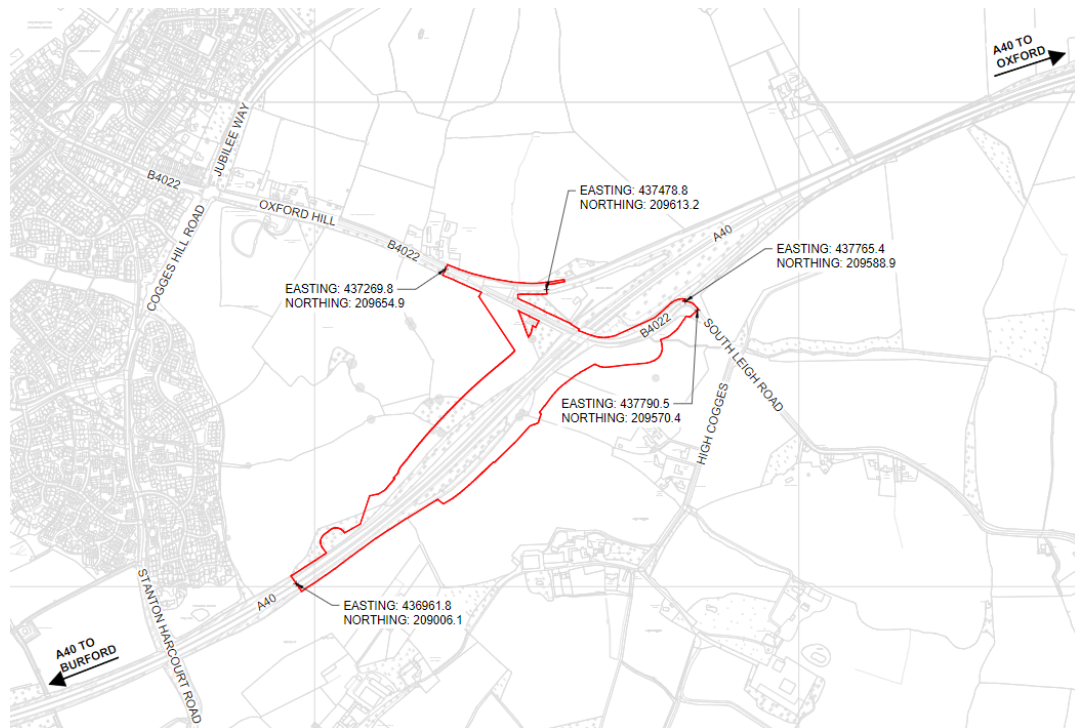 A40 TO
OXFORD
JUBILEE WAY
B4022
EASTING: 437478.8
NORTHING: 209613.2
OXFORD HILL
A40
COGGES HILL ROAD
B4022
EASTING: 437765.4
NORTHING: 209588.9
EASTING: 437269.8
NORTHING: 209654.9
B4022
SOUTH LEIGH ROAD
EASTING: 437790.5
NORTHING: 209570.4
HIGH COGGES
STANTON HARCOURT ROAD
A40
EASTING: 436961.8
NORTHING: 209006.1
A40 TO
BURFORD